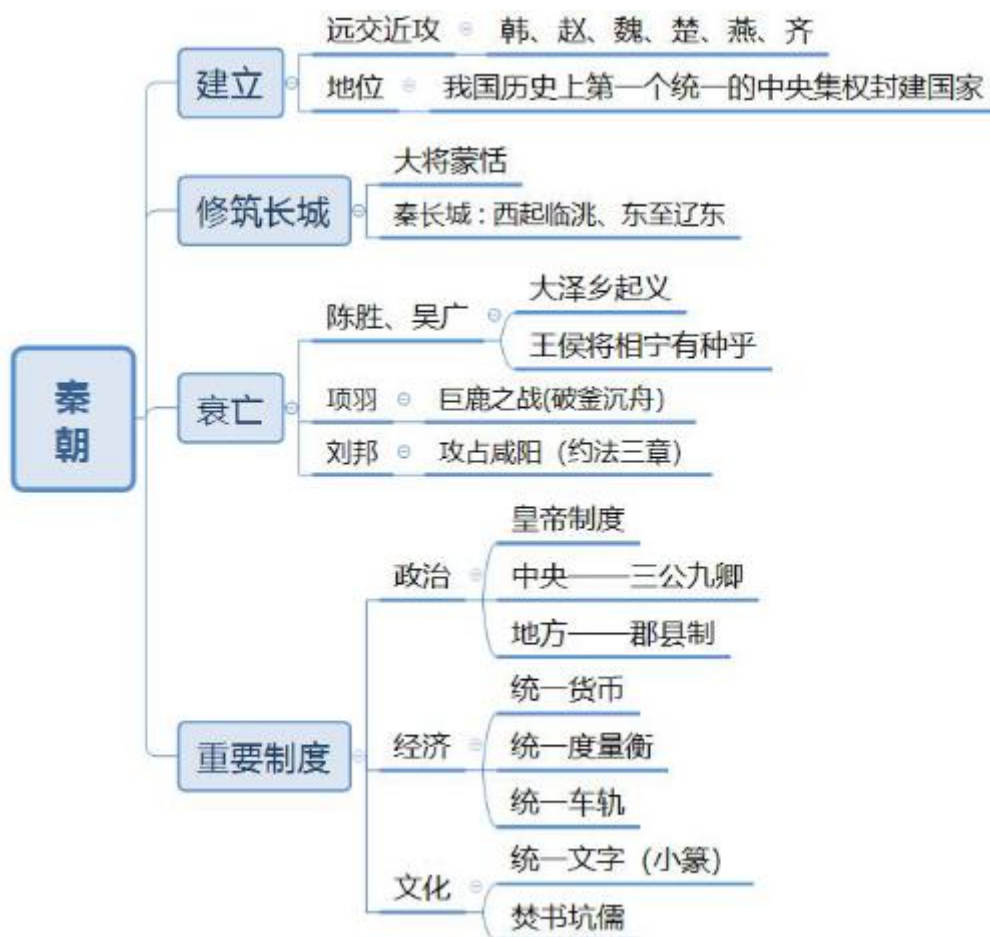 秦朝
建立
远交近攻
韩、赵、魏、楚、燕、齐
地位
我国历史上第一个统一的中央集权封建国家
修筑长城
大将蒙恬
秦长城：西起临洮、东至辽东
衰亡
陈胜、吴广
大泽乡起义
王侯将相宁有种乎
项羽
巨鹿之战(破釜沉舟)
刘邦
攻占咸阳（约法三章）
重要制度
政治
皇帝制度
中央——三公九卿
地方——郡县制
经济
统一货币
统一度量衡
统一车轨
文化
统一文字（小篆）
焚书坑儒